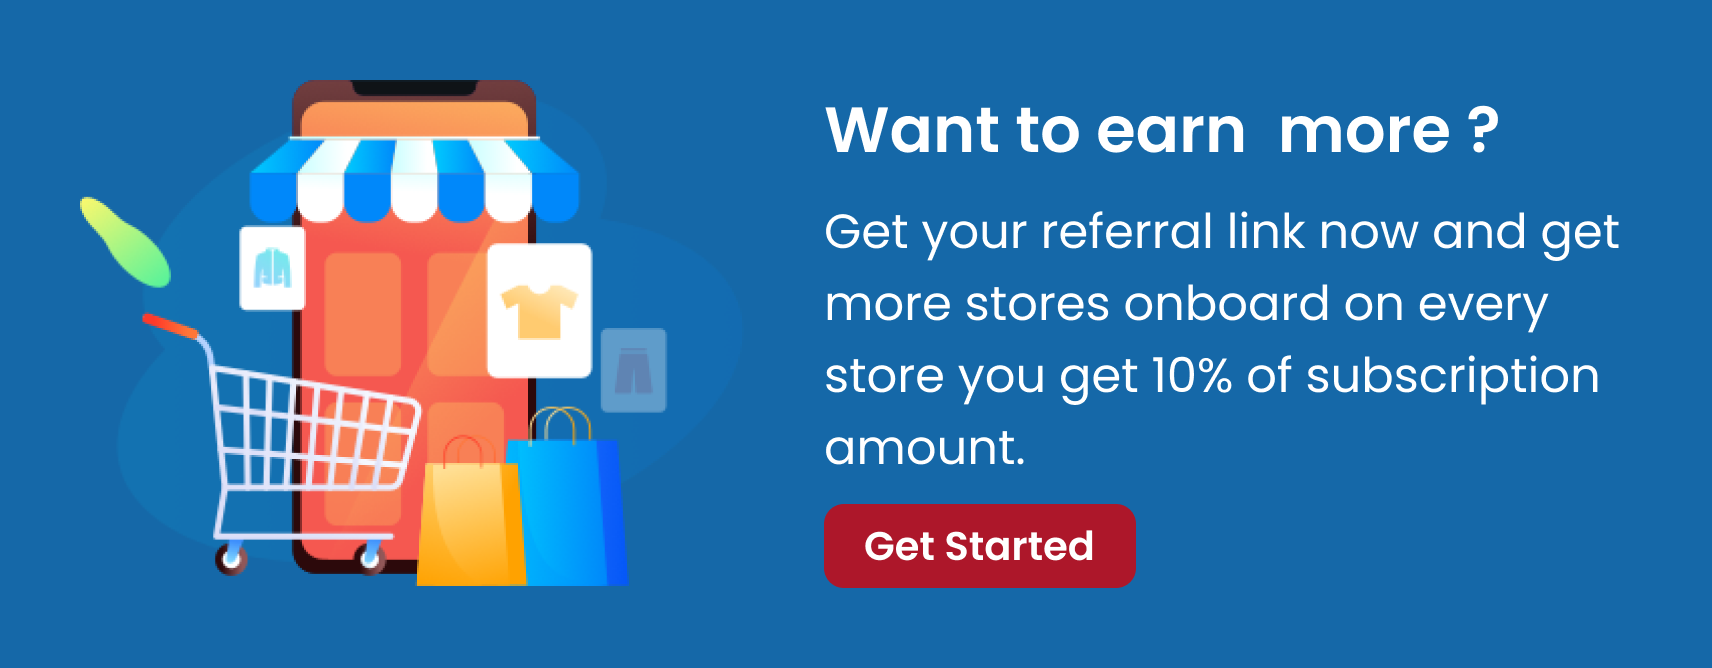 Want to earn  more ?
Get your referral link now and get
more stores onboard on every
store you get 10% of subscription
amount.
Get Started